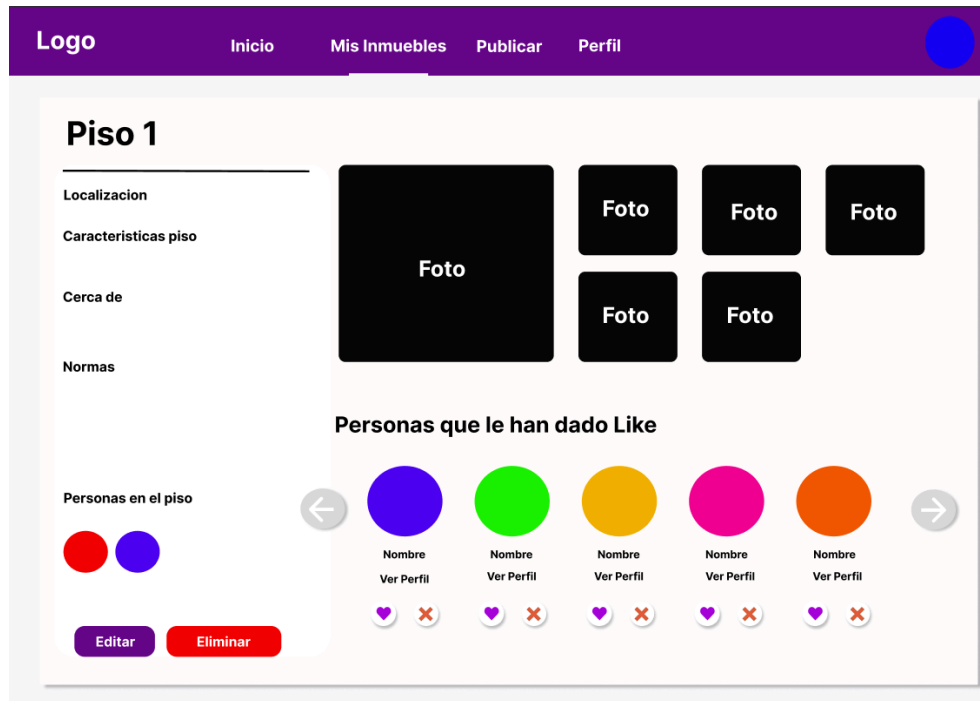 Logo
Inicio
Mis Inmuebles
Publicar
Perfil
Piso 1
Localizacion
Caracteristicas piso
Cerca de
Normas
Personas en el piso
Editar
Eliminar
Foto
Foto
Foto
Foto
Foto
Foto
Personas que le han dado Like
Nombre
Ver Perfil
Nombre
Ver Perfil
Nombre
Ver Perfil
Nombre
Ver Perfil
Nombre
Ver Perfil